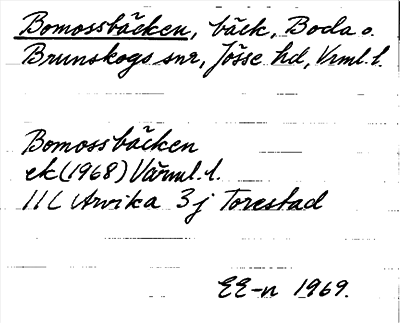 Bomossbäcken, bäck, Boda o.
Brunskogs snr, Jösse hd, Vrml. l.
Bomossbäcken
ek (1968) Värml. l.
11 C Arvika 3 j Torestad
EE-n 1969.